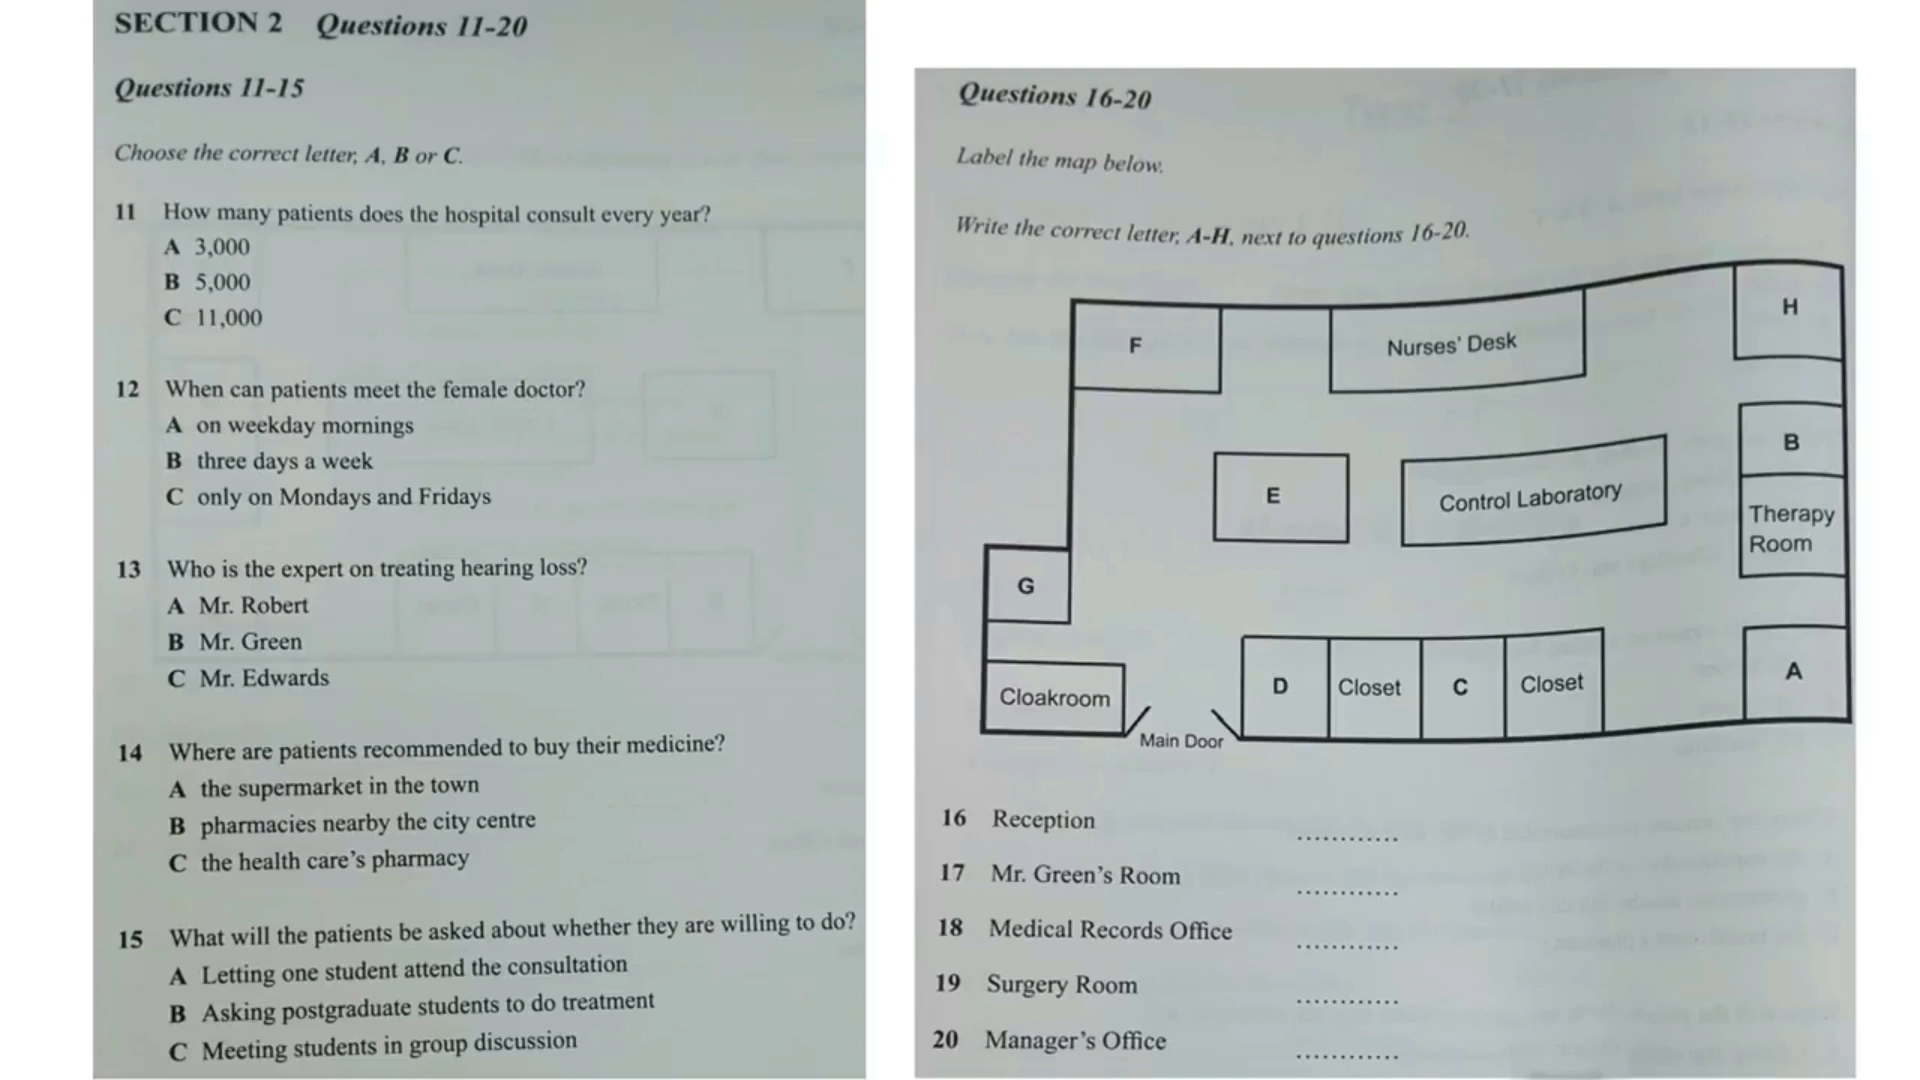 SECTION 2 Questions 11-20
Questions 11-15
Choose the correct letter, A, B or C.
11 How many patients does the hospital consult every year?
A 3,000
B 5,000
C 11,000
12 When can patients meet the female doctor?
A on weekday mornings
B three days a week
C only on Mondays and Fridays
13 Who is the expert on treating hearing loss?
A Mr. Robert
B Mr. Green
C Mr. Edwards
14 Where are patients recommended to buy their medicine?
A the supermarket in the town
B pharmacies nearby the city centre
C the health care's pharmacy
15 What will the patients be asked about whether they are willing to do?
A Letting one student attend the consultation
B Asking postgraduate students to do treatment
C Meeting students in group discussion
Questions 16-20
Label the map below.
Write the correct letter, A-H, next to questions 16-20.
F
Nurses' Desk
H
E
Control Laboratory
B
Therapy
Room
G
Cloakroom
Main Door
D
Closet
C
Closet
A
16 Reception ............
17 Mr. Green's Room ............
18 Medical Records Office ............
19 Surgery Room ............
20 Manager's Office ............